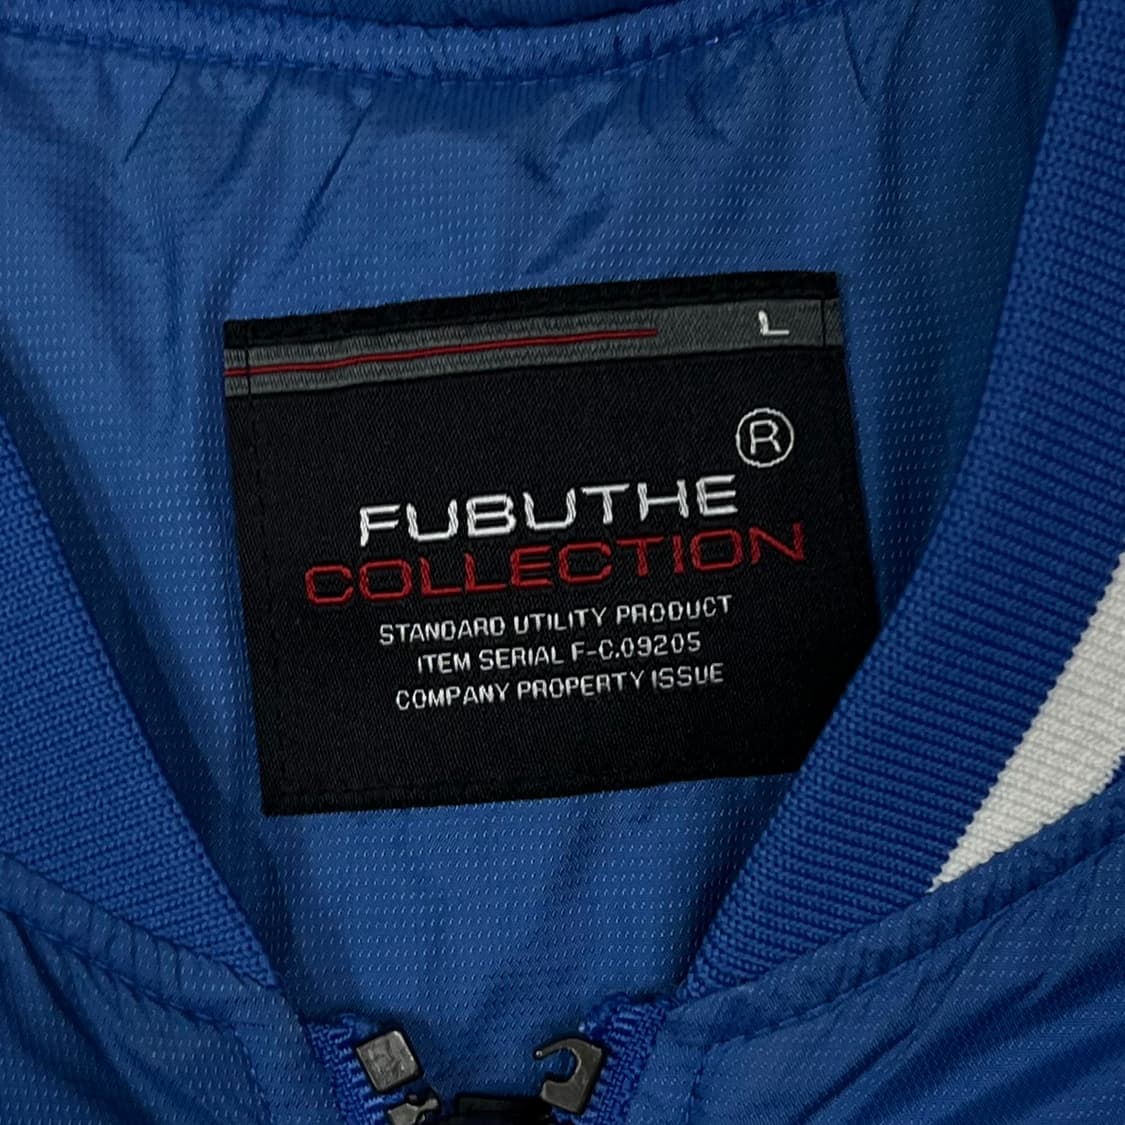 L
®
FUBUTHE
COLLECTION
STANDARD UTILITY PRODUCT
ITEM SERIAL F-C.09205
COMPANY PROPERTY ISSUE